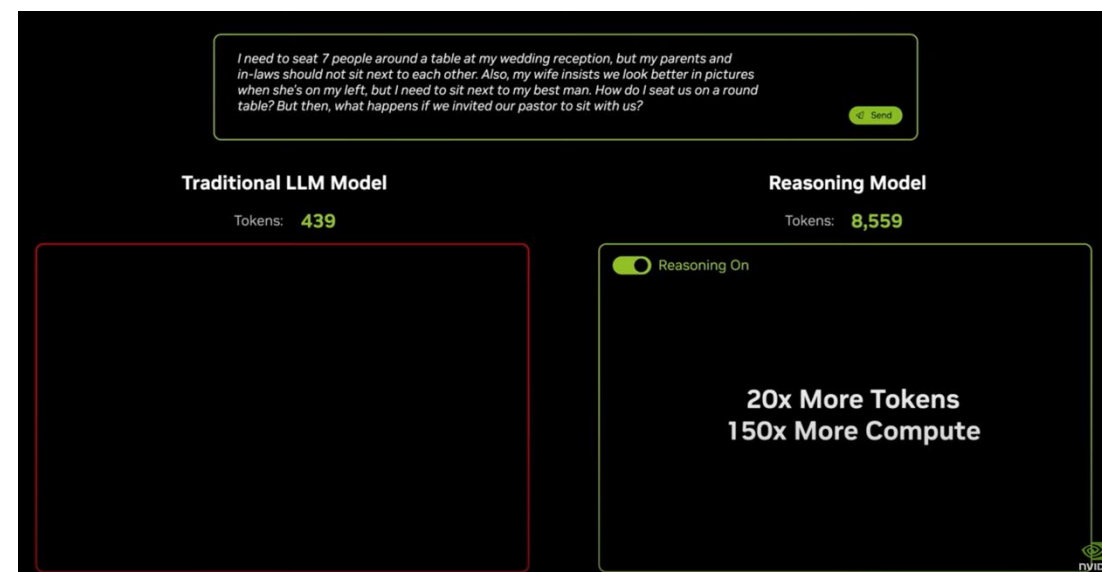 I need to seat 7 people around a table at my wedding reception, but my parents and
in-laws should not sit next to each other. Also, my wife insists we look better in pictures
when she's on my left, but I need to sit next to my best man. How do I seat us on a round
table? But then, what happens if we invited our pastor to sit with us?
Send
Traditional LLM Model
Reasoning Model
Tokens: 439
Tokens: 8,559
Reasoning On
20x More Tokens
150x More Compute